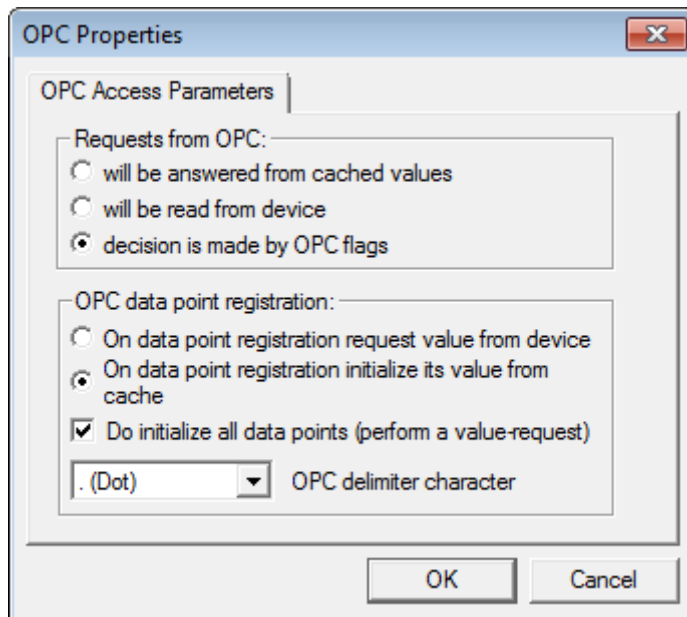 OPC Properties
OPC Access Parameters
Requests from OPC:
will be answered from cached values
will be read from device
decision is made by OPC flags
OPC data point registration:
On data point registration request value from device
On data point registration initialize its value from
cache
Do initialize all data points (perform a value-request)
. (Dot) OPC delimiter character
OK Cancel